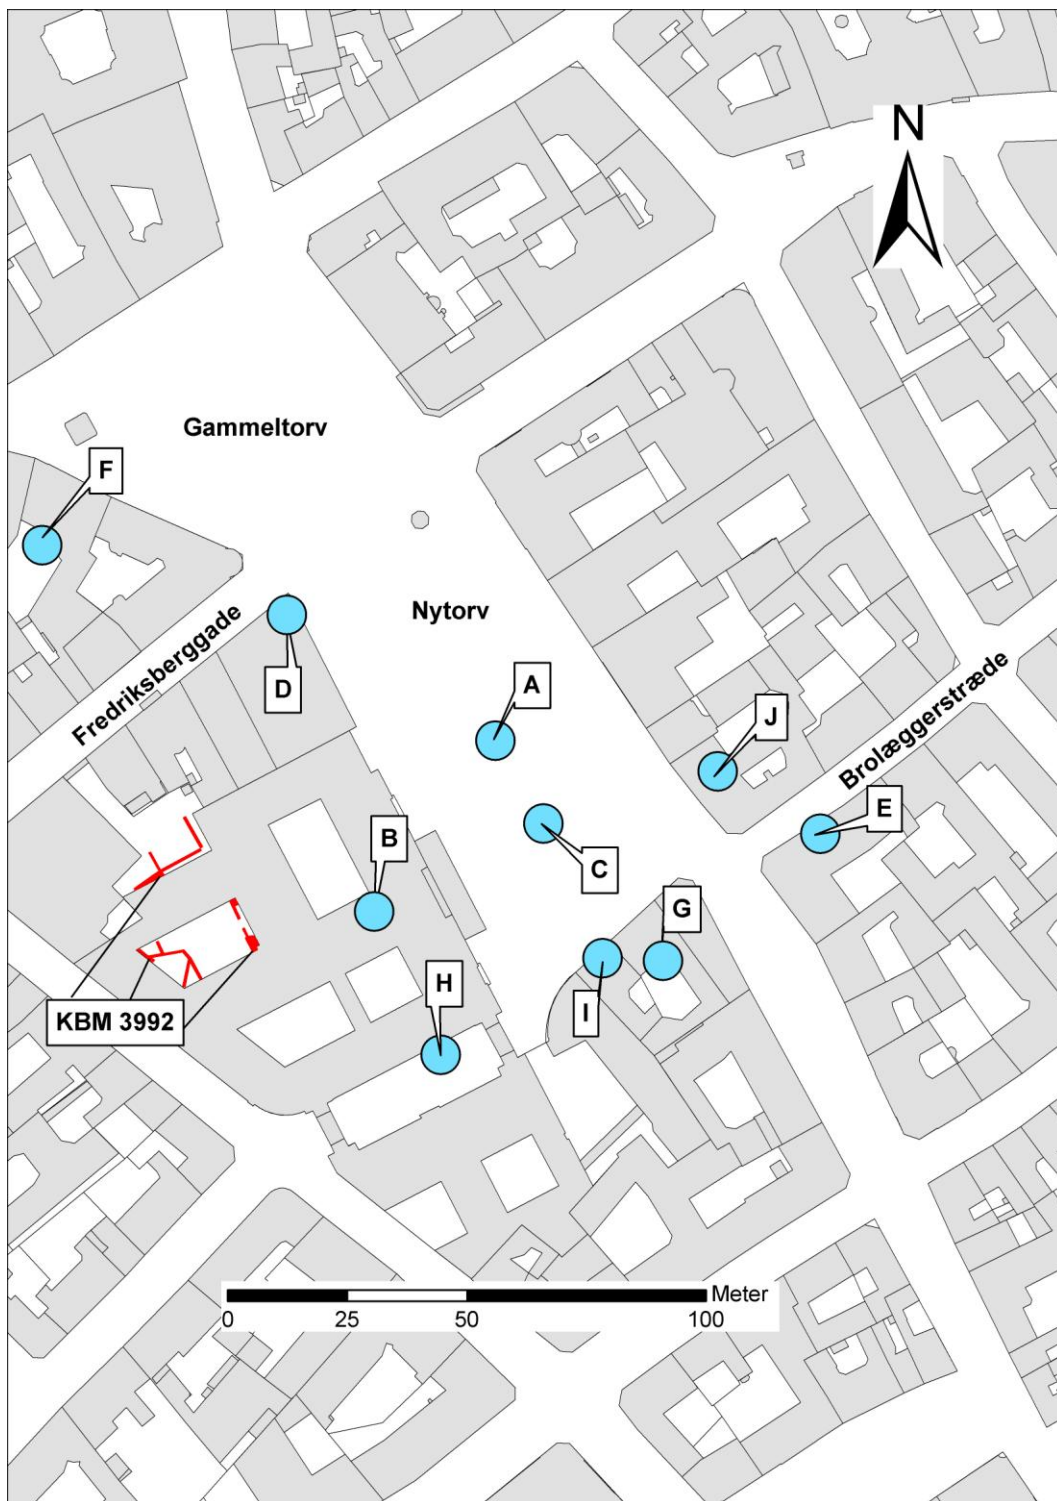 N
Gammeltorv
F
Nytorv
Fredriksberggade
D
A
J
Brolæggerstræde
B
E
C
G
H
I
KBM 3992
Meter
0 25 50 100